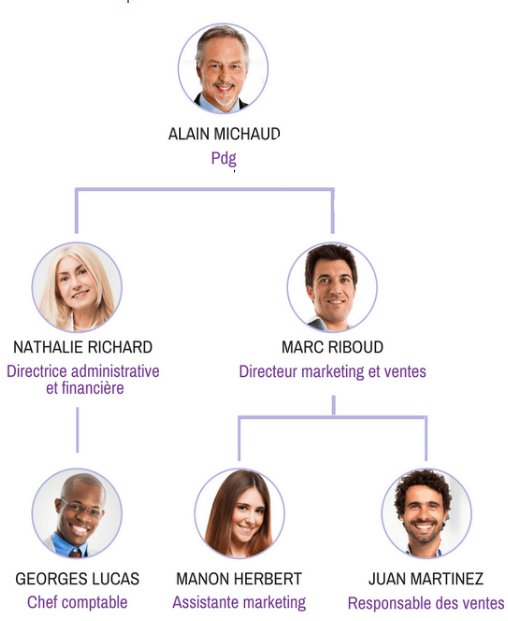 ALAIN MICHAUD
Pdg
NATHALIE RICHARD
Directrice administrative
et financière
MARC RIBOUD
Directeur marketing et ventes
GEORGES LUCAS
Chef comptable
MANON HERBERT
Assistante marketing
JUAN MARTINEZ
Responsable des ventes